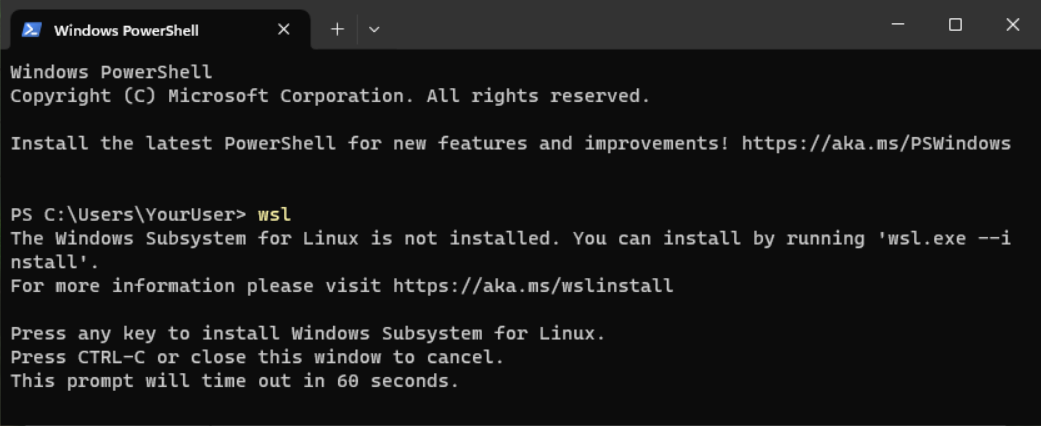 Windows PowerShell
Windows PowerShell
Copyright (C) Microsoft Corporation. All rights reserved.
Install the latest PowerShell for new features and improvements! https://aka.ms/PSWindows
PS C:\Users\YourUser> wsl
The Windows Subsystem for Linux is not installed. You can install by running 'wsl.exe --i
nstall'.
For more information please visit https://aka.ms/wslinstall
Press any key to install Windows Subsystem for Linux.
Press CTRL-C or close this window to cancel.
This prompt will time out in 60 seconds.